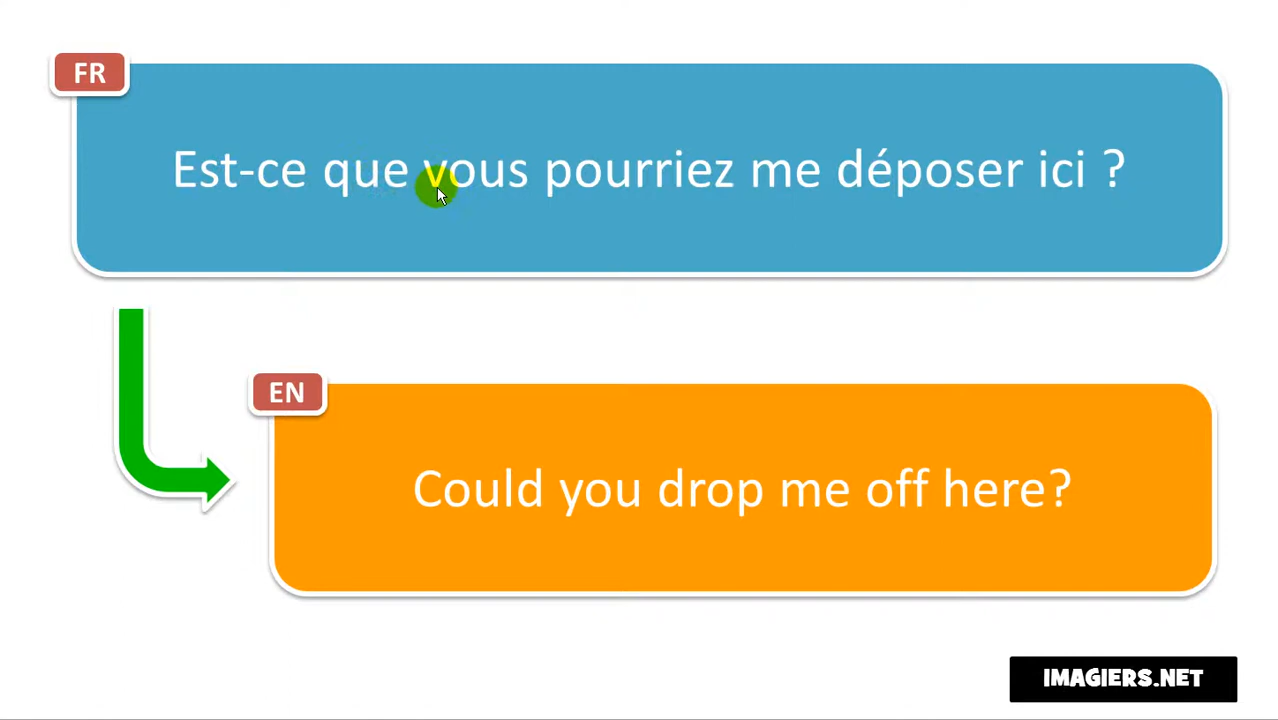 FR
Est-ce que vous pourriez me déposer ici ?
EN
Could you drop me off here?
IMAGIERS.NET